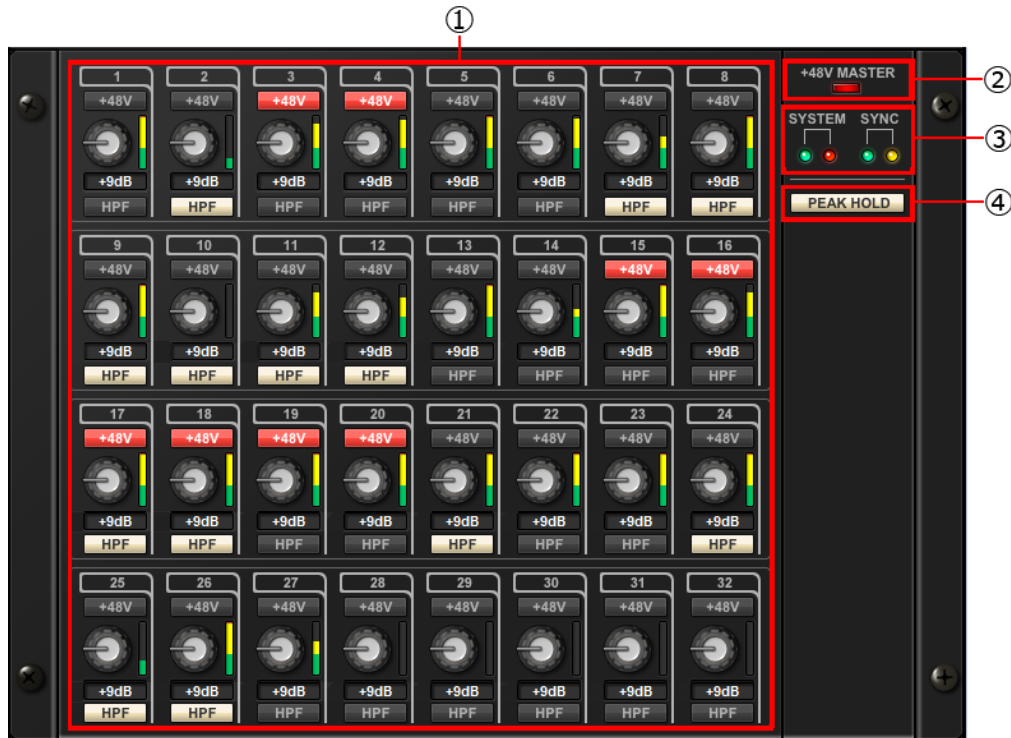 ①
1 2 3 4 5 6 7 8
+48V MASTER ②
+48V +48V +48V +48V +48V +48V +48V +48V
SYSTEM SYNC ③
+9dB +9dB +9dB +9dB +9dB +9dB +9dB +9dB
HPF HPF HPF HPF HPF HPF HPF HPF
PEAK HOLD ④
9 10 11 12 13 14 15 16
+48V +48V +48V +48V +48V +48V +48V +48V
+9dB +9dB +9dB +9dB +9dB +9dB +9dB +9dB
HPF HPF HPF HPF HPF HPF HPF HPF
17 18 19 20 21 22 23 24
+48V +48V +48V +48V +48V +48V +48V +48V
+9dB +9dB +9dB +9dB +9dB +9dB +9dB +9dB
HPF HPF HPF HPF HPF HPF HPF HPF
25 26 27 28 29 30 31 32
+48V +48V +48V +48V +48V +48V +48V +48V
+9dB +9dB +9dB +9dB +9dB +9dB +9dB +9dB
HPF HPF HPF HPF HPF HPF HPF HPF